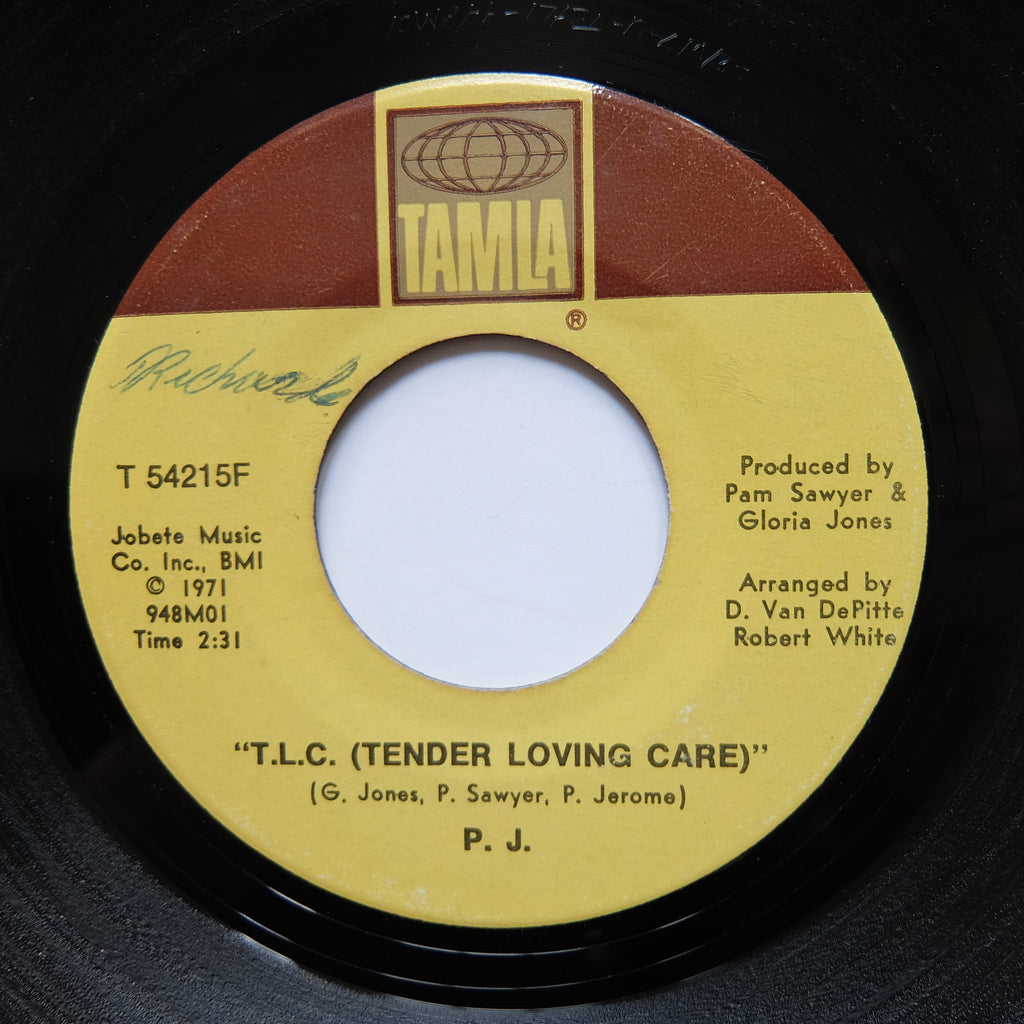 TAMLA
®
Richard
T 54215F
Jobete Music
Co. Inc., BMI
© 1971
948M01
Time 2:31
Produced by
Pam Sawyer &
Gloria Jones
Arranged by
D. Van DePitte
Robert White
"T.L.C. (TENDER LOVING CARE)"
(G. Jones, P. Sawyer, P. Jerome)
P. J.